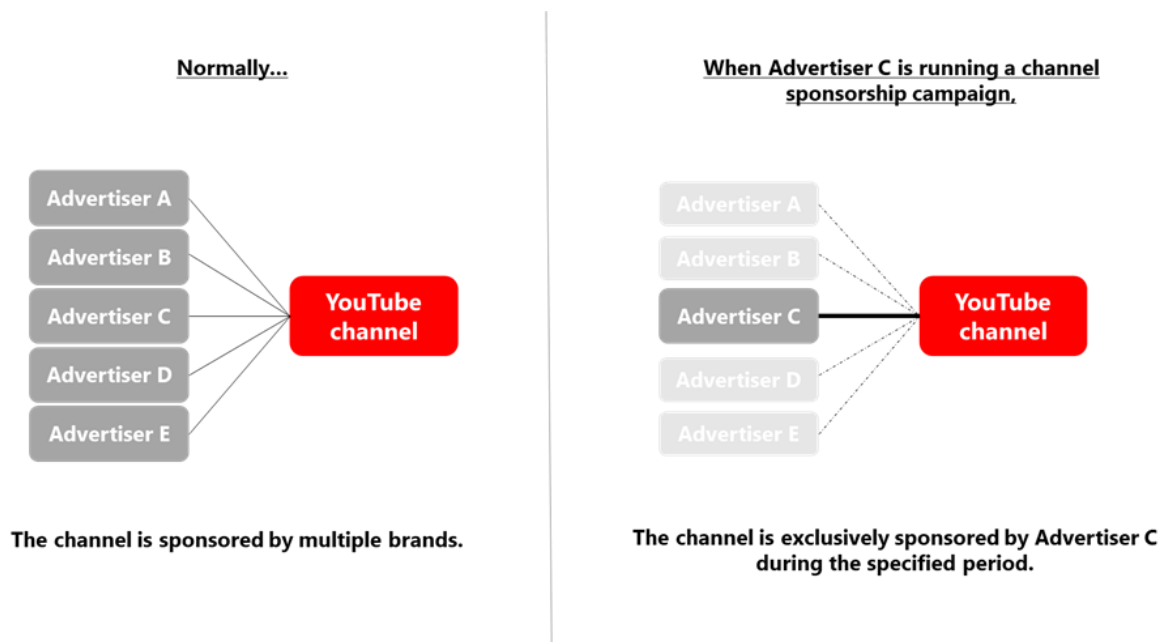 Normally...
Advertiser A
Advertiser B
Advertiser C
Advertiser D
Advertiser E
YouTube
channel
The channel is sponsored by multiple brands.
When Advertiser C is running a channel
sponsorship campaign,
Advertiser A
Advertiser B
Advertiser C
Advertiser D
Advertiser E
YouTube
channel
The channel is exclusively sponsored by Advertiser C
during the specified period.